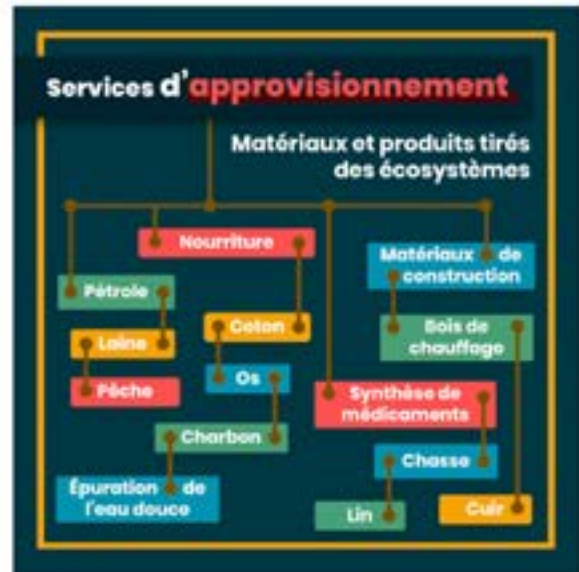 Services d'approvisionnement
Matériaux et produits tirés
des écosystèmes
Nourriture
Matériaux de
construction
Pétrole
Laine
Coton
Bois de
chauffage
Pêche
Os
Synthèse de
médicaments
Charbon
Chasse
Épuration de
l'eau douce
Lin
Cuir